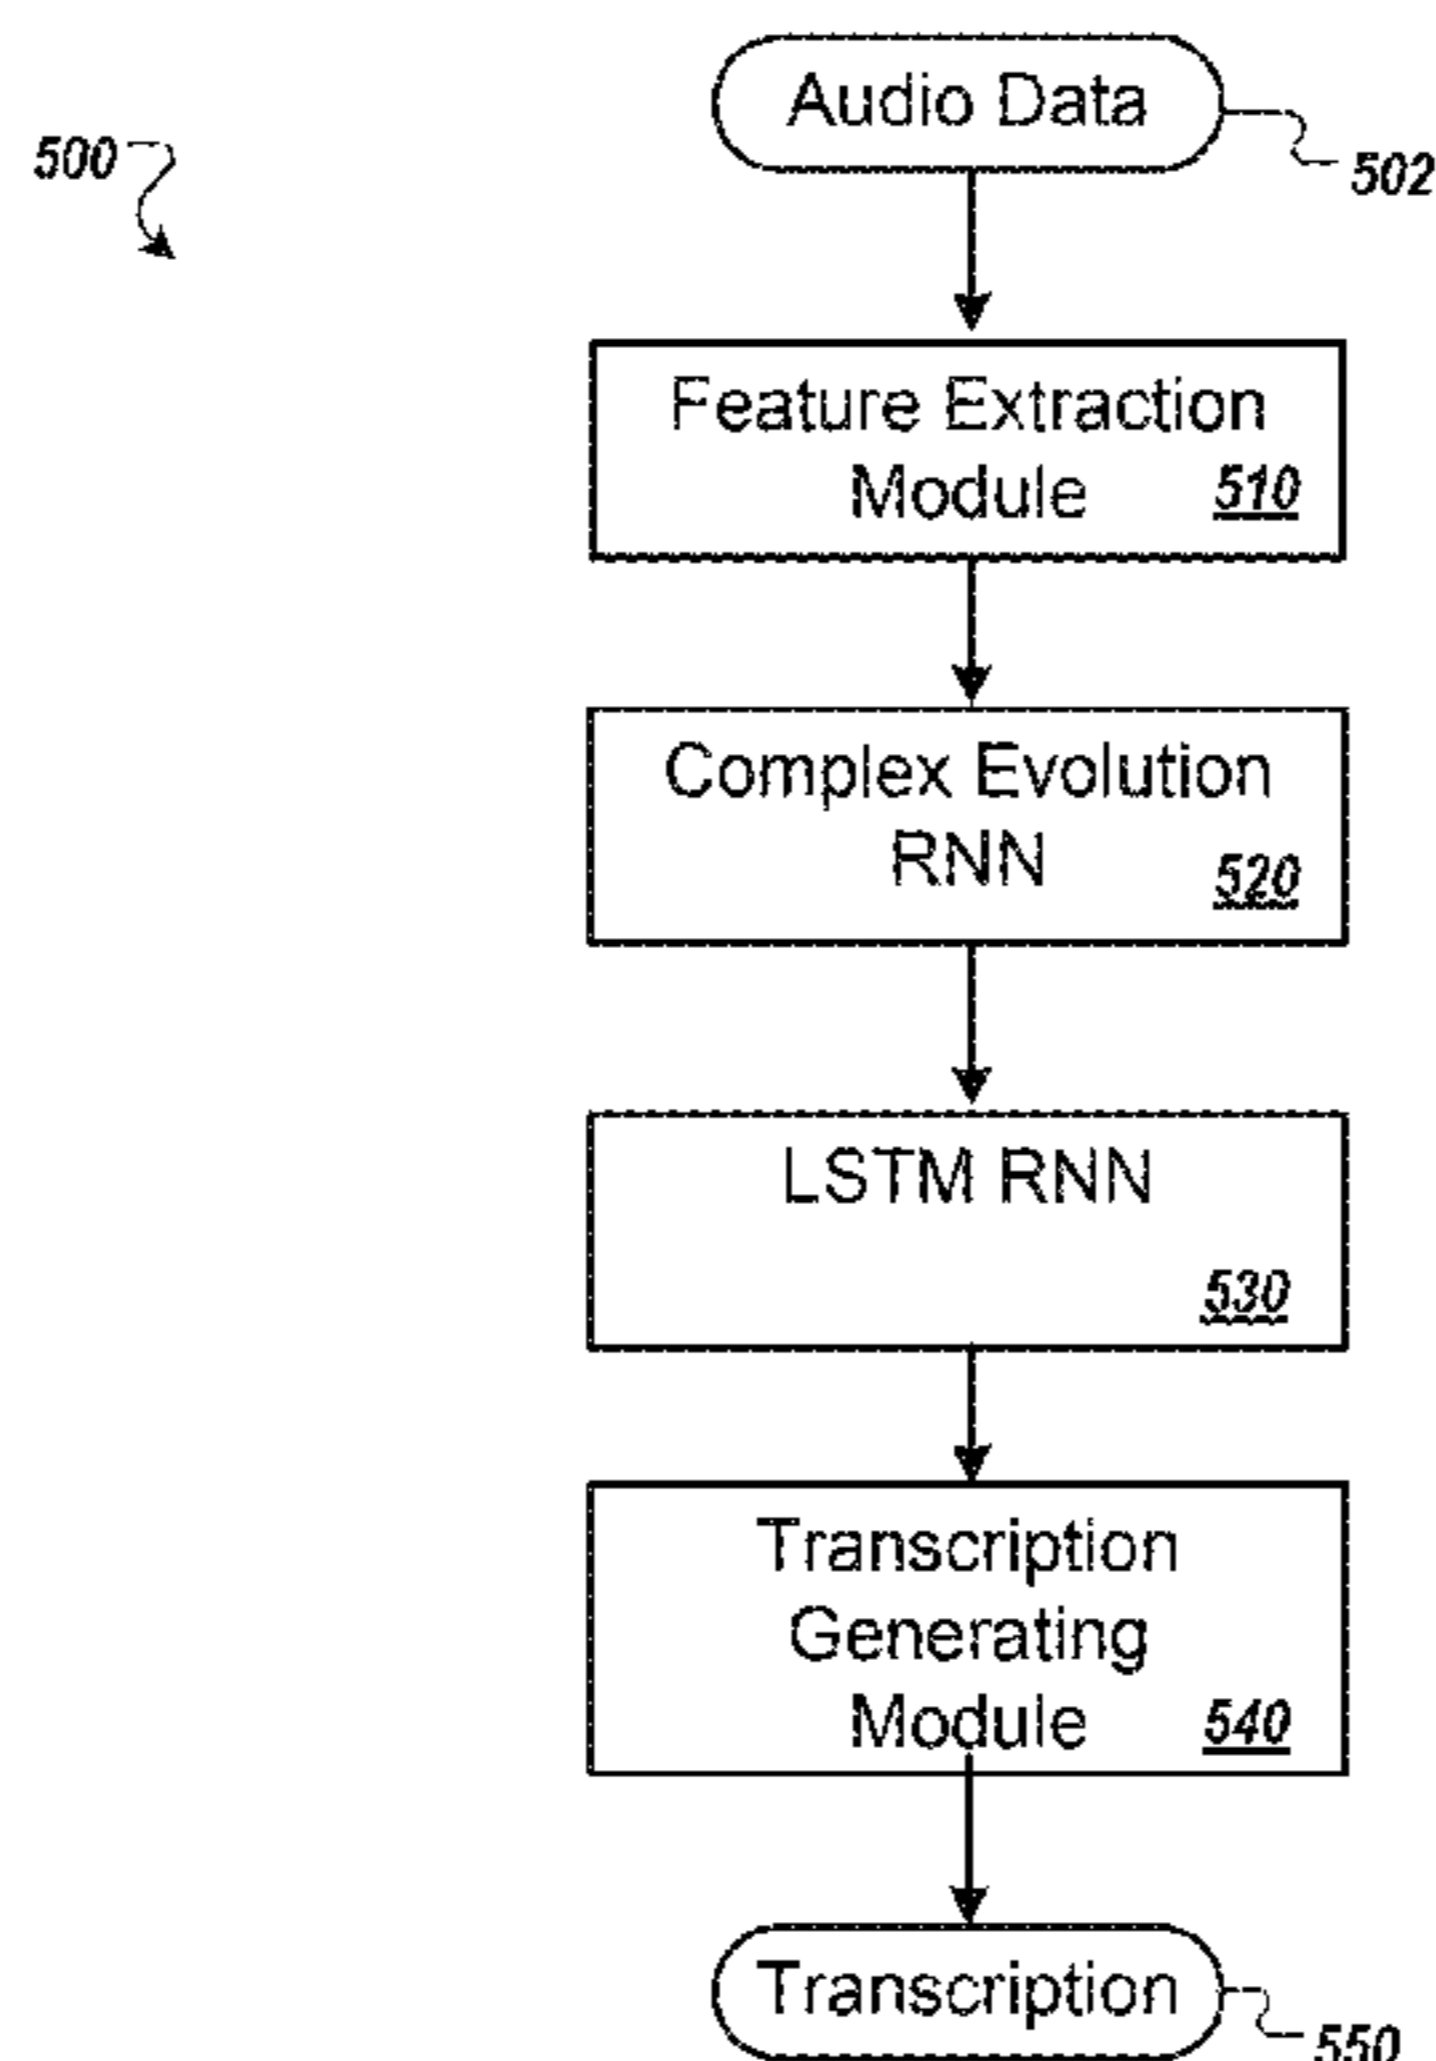 Audio Data
500
502
Feature Extraction
Module 510
Complex Evolution
RNN 520
LSTM RNN
530
Transcription
Generating
Module 540
Transcription
550